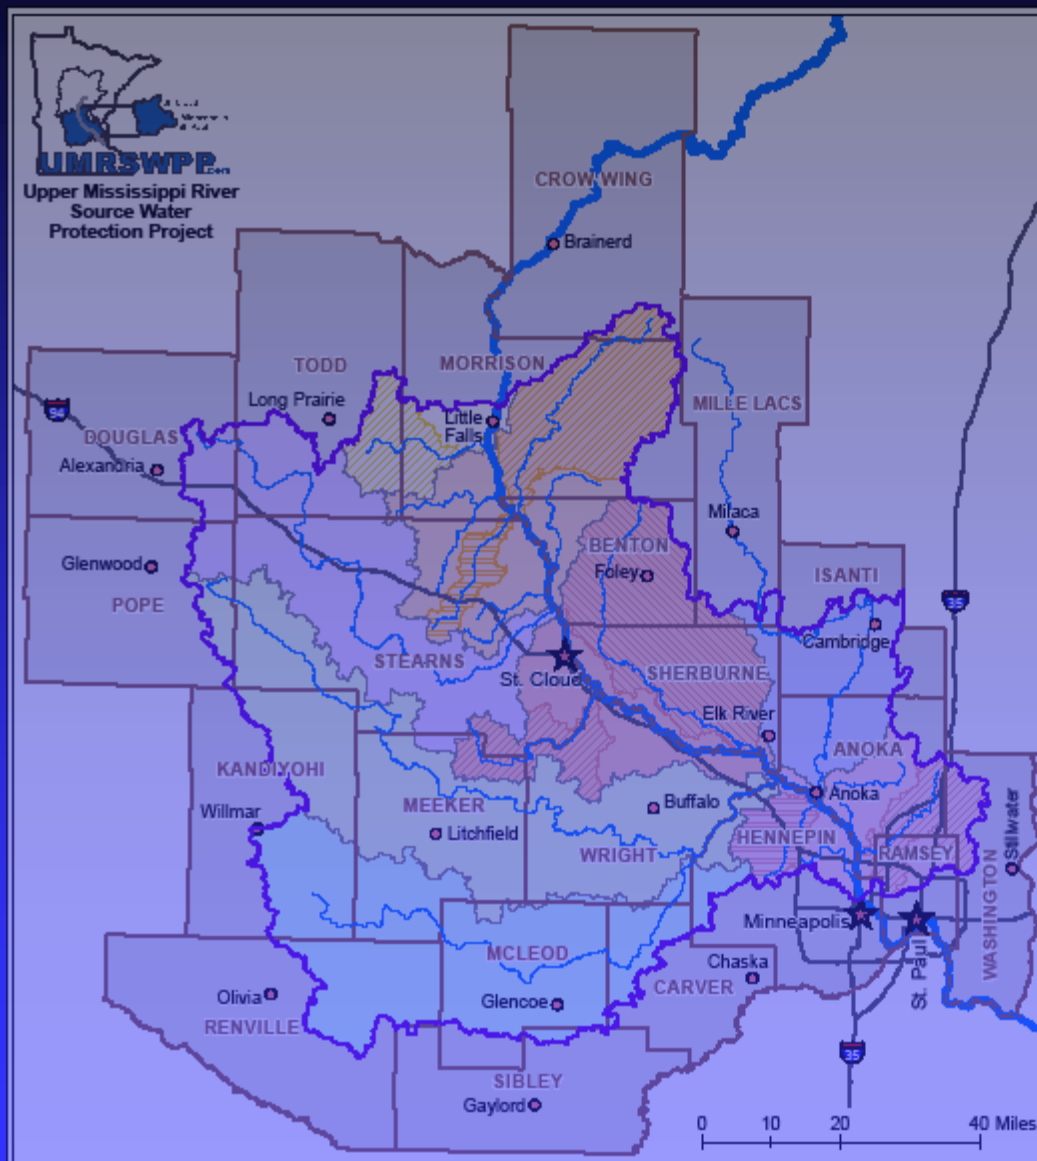 UMRSWPP.com
Upper Mississippi River
Source Water
Protection Project
CROW WING
Brainerd
TODD
MORRISON
Long Prairie
Little
Falls
MILLE LACS
94
DOUGLAS
Alexandria
Milaca
BENTON
Foley
ISANTI
Glenwood
POPE
35
Cambridge
STEARNS
St. Cloud
SHERBURNE
Elk River
ANOKA
KANDIYOHI
Willmar
MEEKER
Litchfield
Buffalo
Anoka
HENNEPIN
WRIGHT
RAMSEY
Stillwater
WASHINGTON
Minneapolis
St. Paul
MCLEOD
Chaska
CARVER
Olivia
Glencoe
RENVILLE
35
SIBLEY
Gaylord
0 10 20 40 Miles